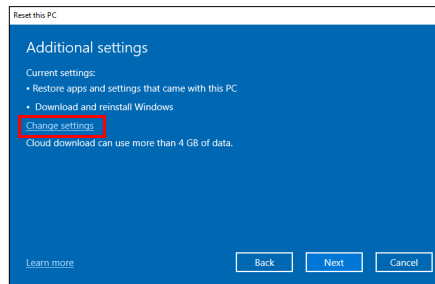 Reset this PC
Additional settings
Current settings:
• Restore apps and settings that came with this PC
• Download and reinstall Windows
Change settings
Cloud download can use more than 4 GB of data.
Learn more
Back
Next
Cancel